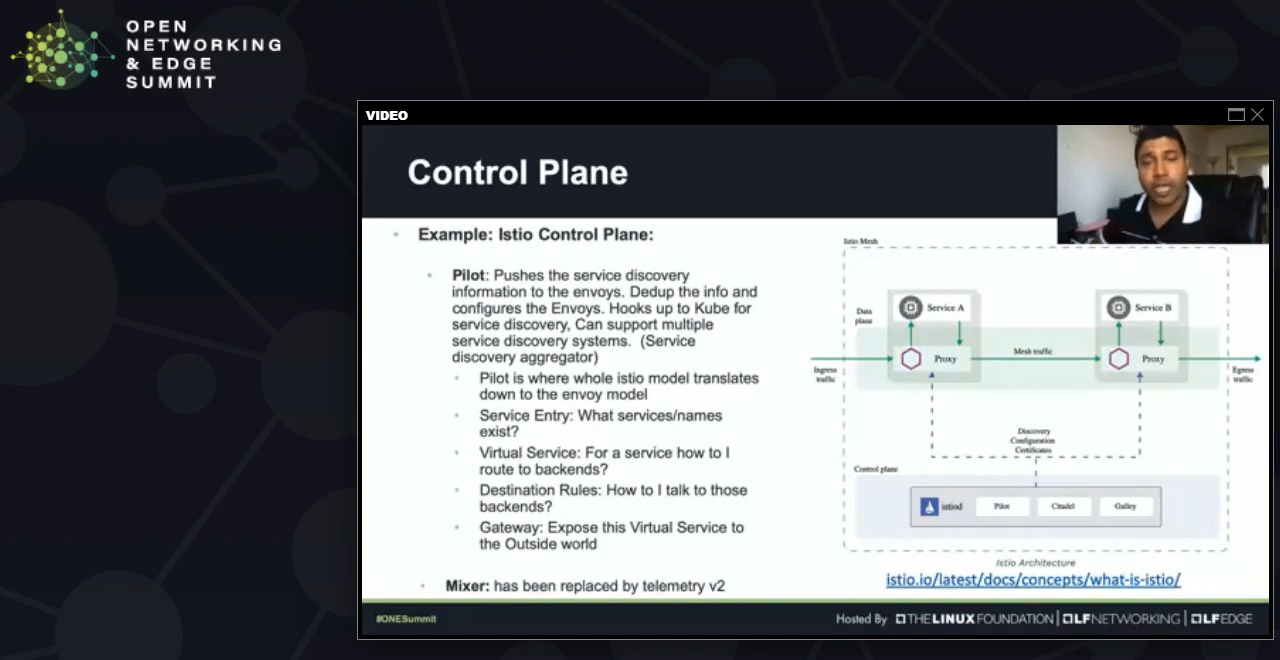 OPEN
NETWORKING
& EDGE
SUMMIT
VIDEO
Control Plane
Example: Istio Control Plane:
Pilot: Pushes the service discovery
information to the envoys. Dedup the info and
configures the Envoys. Hooks up to Kube for
service discovery, Can support multiple
service discovery systems. (Service
discovery aggregator)
Pilot is where whole istio model translates
down to the envoy model
Service Entry: What services/names
exist?
Virtual Service: For a service how to I
route to backends?
Destination Rules: How to I talk to those
backends?
Gateway: Expose this Virtual Service to
the Outside world
Mixer: has been replaced by telemetry v2
Istio Mesh
Data
plane
Service A
Service B
Proxy
Mesh traffic
Proxy
Ingress
traffic
Egress
traffic
Discovery
Configuration
Certificates
Control plane
istiod
Pilot
Citadel
Galley
Istio Architecture
istio.io/latest/docs/concepts/what-is-istio/
#ONESummit
Hosted By THE LINUX FOUNDATION | LF NETWORKING | LF EDGE